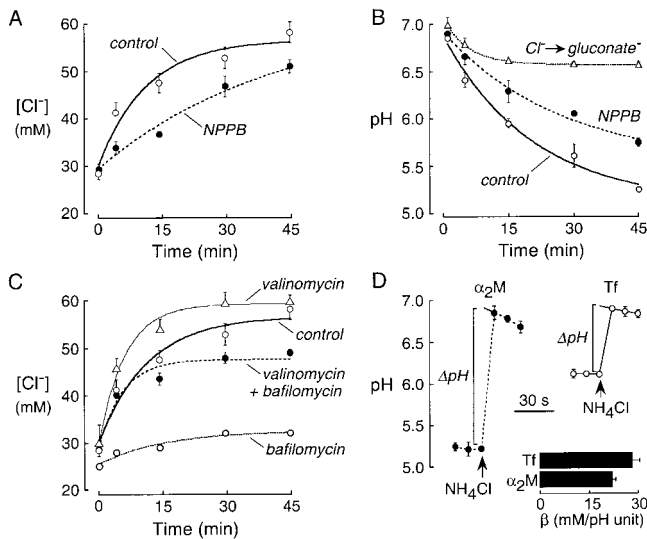 A
60
50
40
30
20
[Cl⁻]
(mM)
control
NPPB
0
15
30
45
Time (min)
B
7.0
6.5
6.0
5.5
5.0
pH
Cl⁻→gluconate⁻
NPPB
control
0
15
30
45
Time (min)
C
60
50
40
30
20
[Cl⁻]
(mM)
valinomycin
control
valinomycin
+ bafilomycin
bafilomycin
0
15
30
45
Time (min)
D
7.0
6.5
6.0
5.5
5.0
pH
α₂M
ΔpH
NH₄Cl
Tf
ΔpH
NH₄Cl
30 s
Tf
α₂M
0
15
30
β (mM/pH unit)